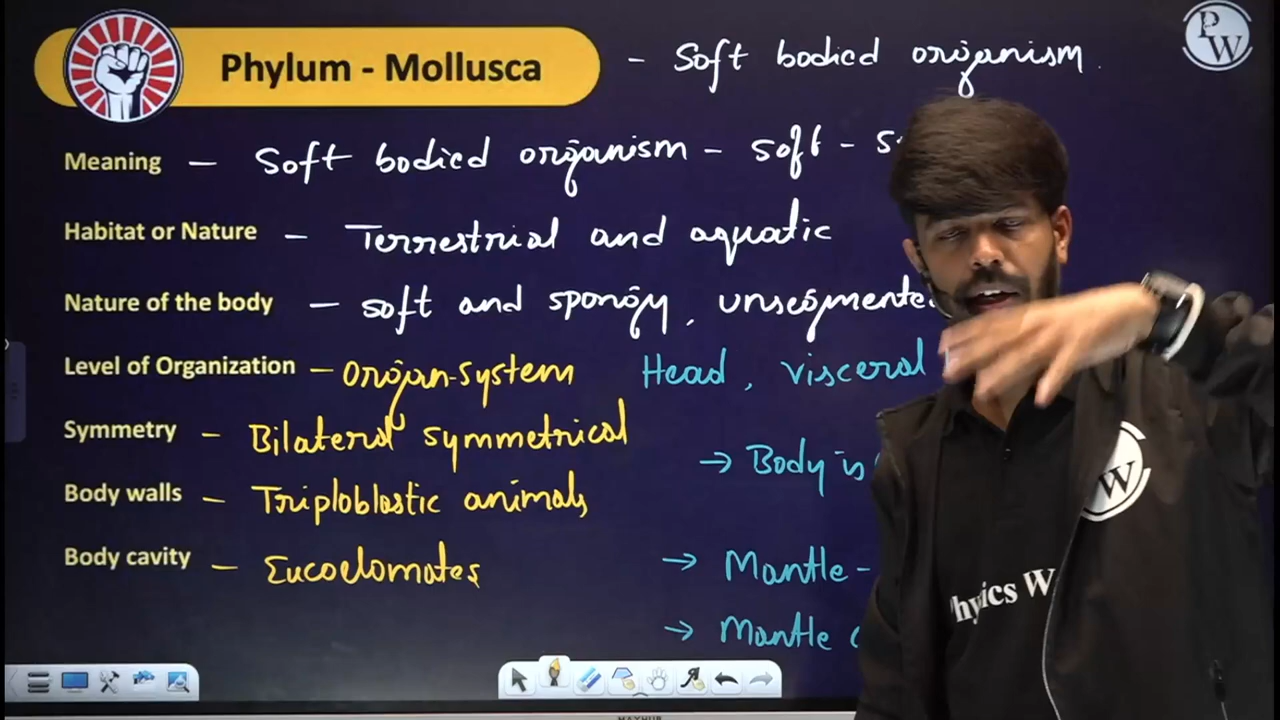 Phylum - Mollusca - Soft bodied organism.
PW
Meaning - Soft bodied organism - soft - S
Habitat or Nature - Terrestrial and aquatic
Nature of the body - soft and spongy, unsegmente
Level of Organization - Organ-system Head, visceral
Symmetry - Bilateral symmetrical
→ Body is
Body walls - Triploblastic animals
Body cavity - Eucoelomates
→ Mantle -
→ Mantle c
W
Physics W
MAXHUB